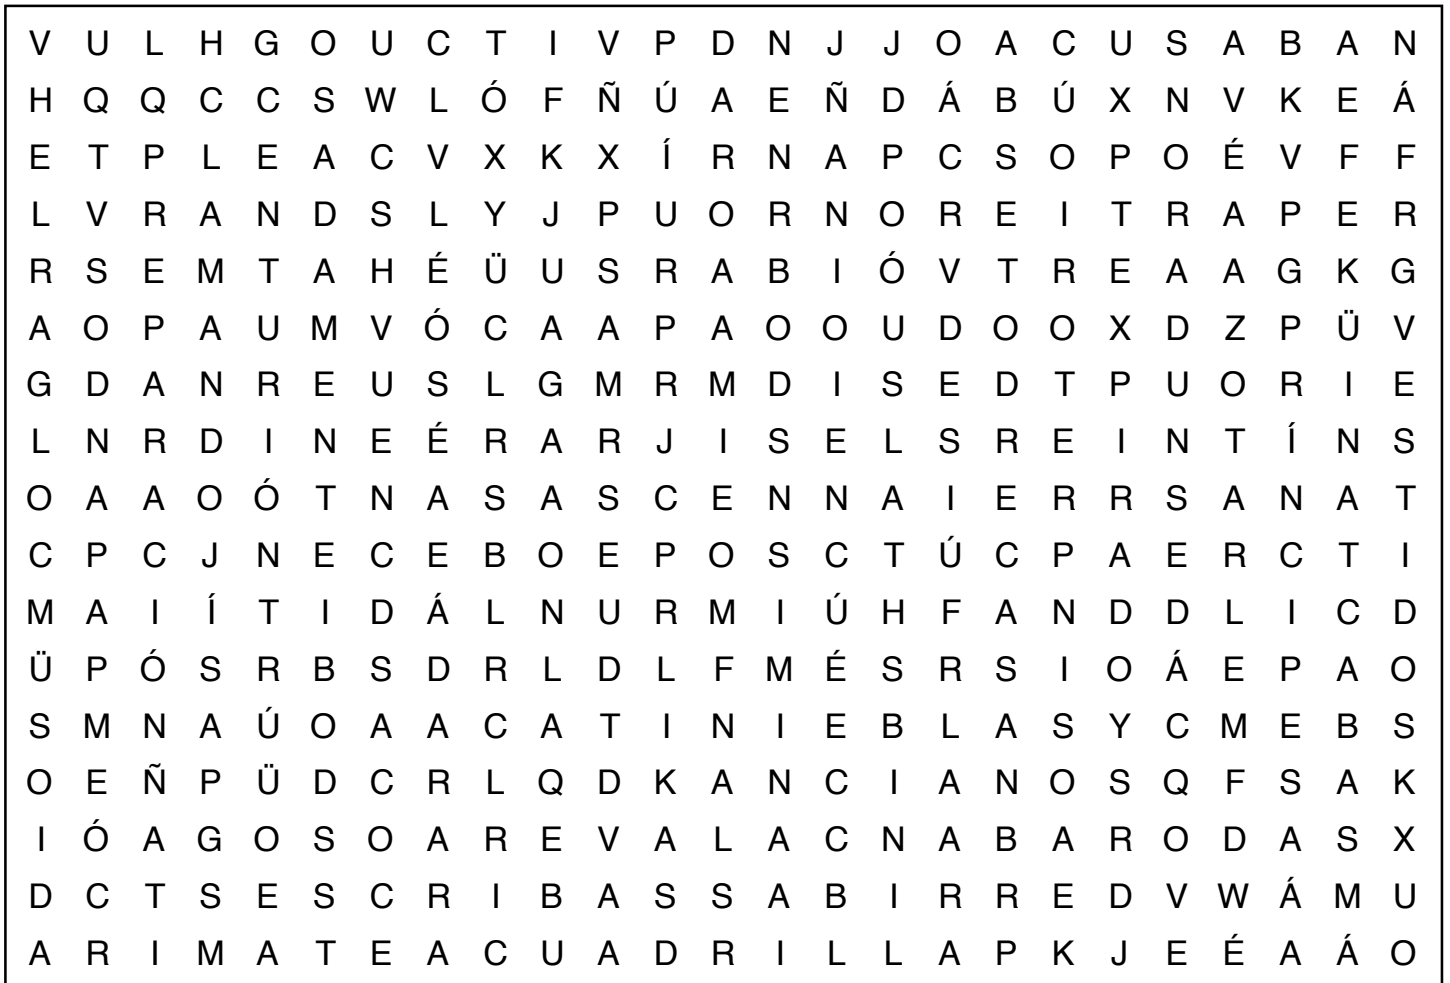 V U L H G O U C T I V P D N J J O A C U S A B A N
H Q Q C C S W L Ó F Ñ Ú A E Ñ D Á B Ú X N V K E Á
E T P L E A C V X K X Í R N A P C S O P O É V F F
L V R A N D S L Y J P U O R N O R E I T R A P E R
R S E M T A H É Ü U S R A B I Ó V T R E A A G K G
A O P A U M V Ó C A A P A O O U D O O X D Z P Ü V
G D A N R E U S L G M R M D I S E D T P U O R I E
L N R D I N E É R A R J I S E L S R E I N T Í N S
O A A O Ó T N A S A S C E N N A I E R R S A N A T
C P C J N E C E B O E P O S C T Ú C P A E R C T I
M A I Í T I D Á L N U R M I Ú H F A N D D L I C D
Ü P Ó S R B S D R L D L F M É S R S I O Á E P A O
S M N A Ú O A A C A T I N I E B L A S Y C M E B S
O E Ñ P Ü D C R L Q D K A N C I A N O S Q F S A K
I Ó A G O S O A R E V A L A C N A B A R O D A S X
D C T S E S C R I B A S S A B I R R E D V W Á M U
A R I M A T E A C U A D R I L L A P K J E É A Á O